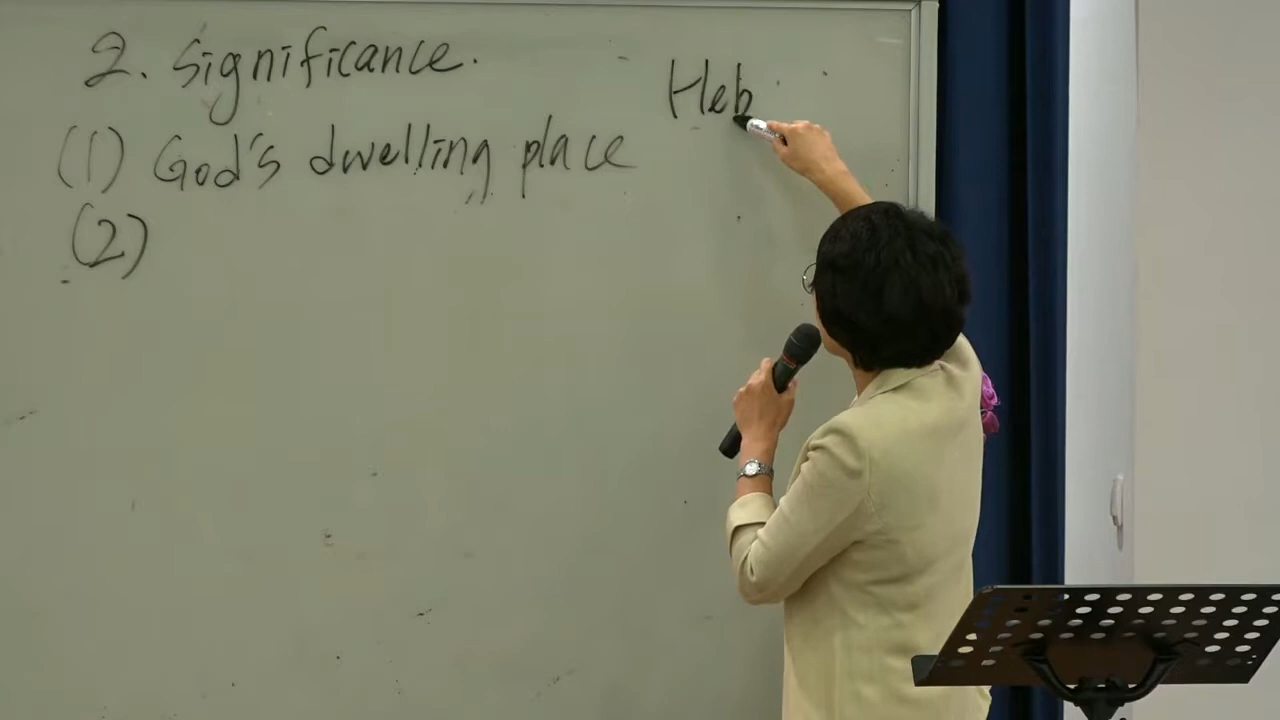 2. Significance.
Heb
(1) God's dwelling place
(2)